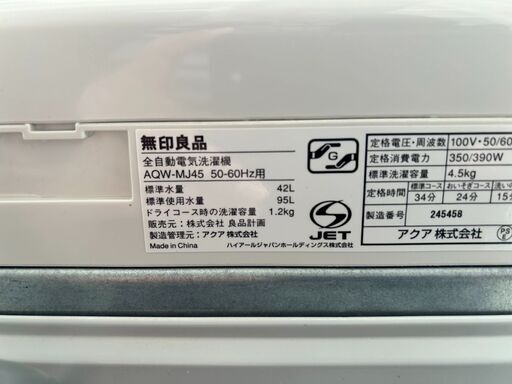 無印良品
全自動電気洗濯機
AQW-MJ45 50-60Hz用
標準水量 42L
標準使用水量 95L
ドライコース時の洗濯容量 1.2kg
販売元：株式会社 良品計画
製造管理元：アクア株式会社
Made in China
ハイアールジャパンホールディングス株式会社
G
JET
定格電圧・周波数 100V・50/60
定格消費電力 350/390W
定格容量 4.5kg
定格時間 標準コース おいそぎコース 洗いの
34分 24分 15分
製造番号 245458
アクア 株式会社
PS
E